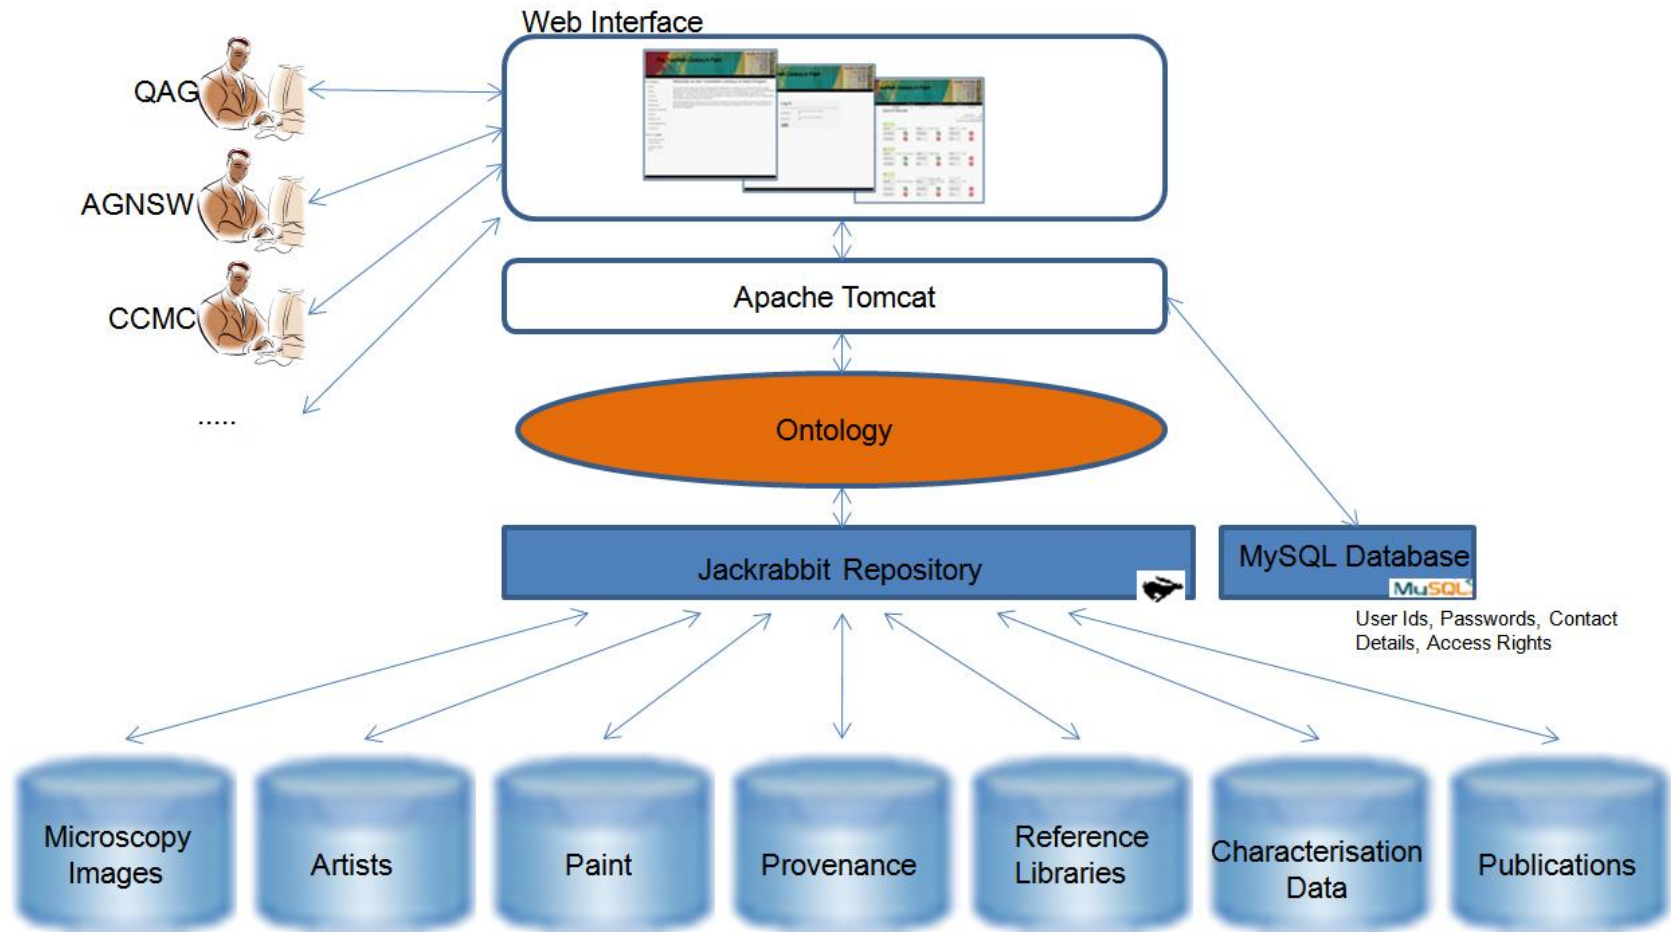 Web Interface
QAG
AGNSW
CCMC
.....
Apache Tomcat
Ontology
Jackrabbit Repository
MySQL Database
MySQL
User Ids, Passwords, Contact
Details, Access Rights
Microscopy
Images
Artists
Paint
Provenance
Reference
Libraries
Characterisation
Data
Publications